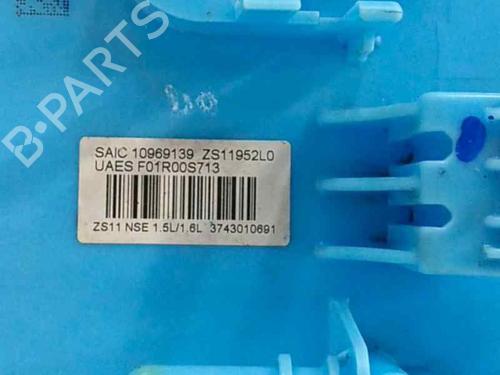 SAIC 10969139 ZS11952L0
UAES F01R00S713
ZS11 NSE 1.5L/1.6L 3743010691
B-PARTS